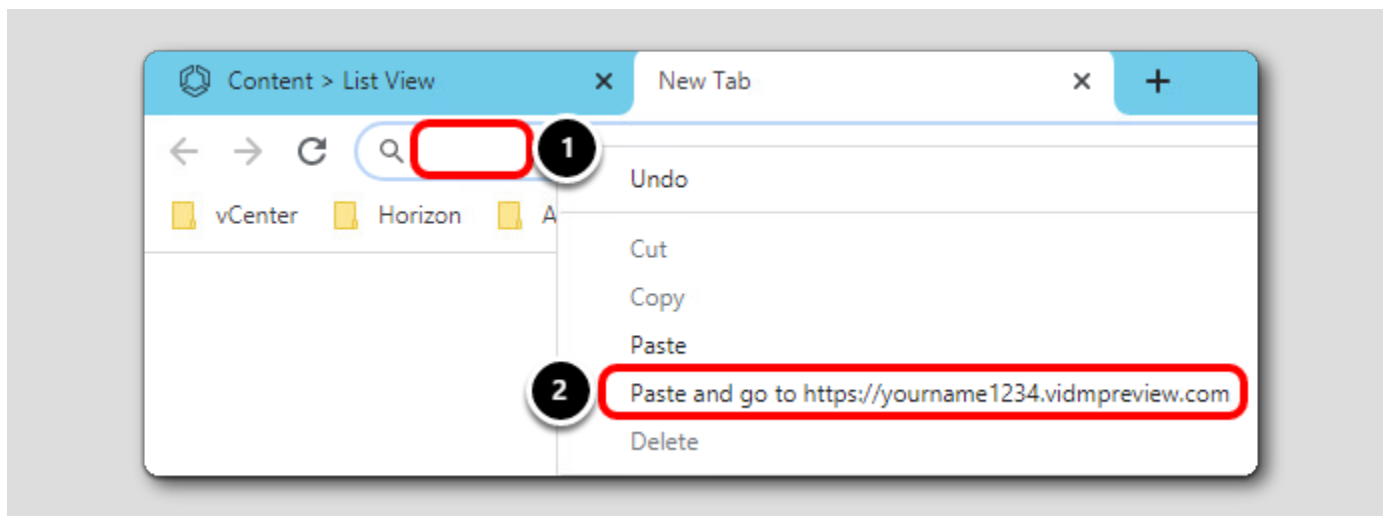 Content > List View
New Tab
1
Undo
vCenter Horizon A
Cut
Copy
Paste
2 Paste and go to https://yourname1234.vidmpreview.com
Delete